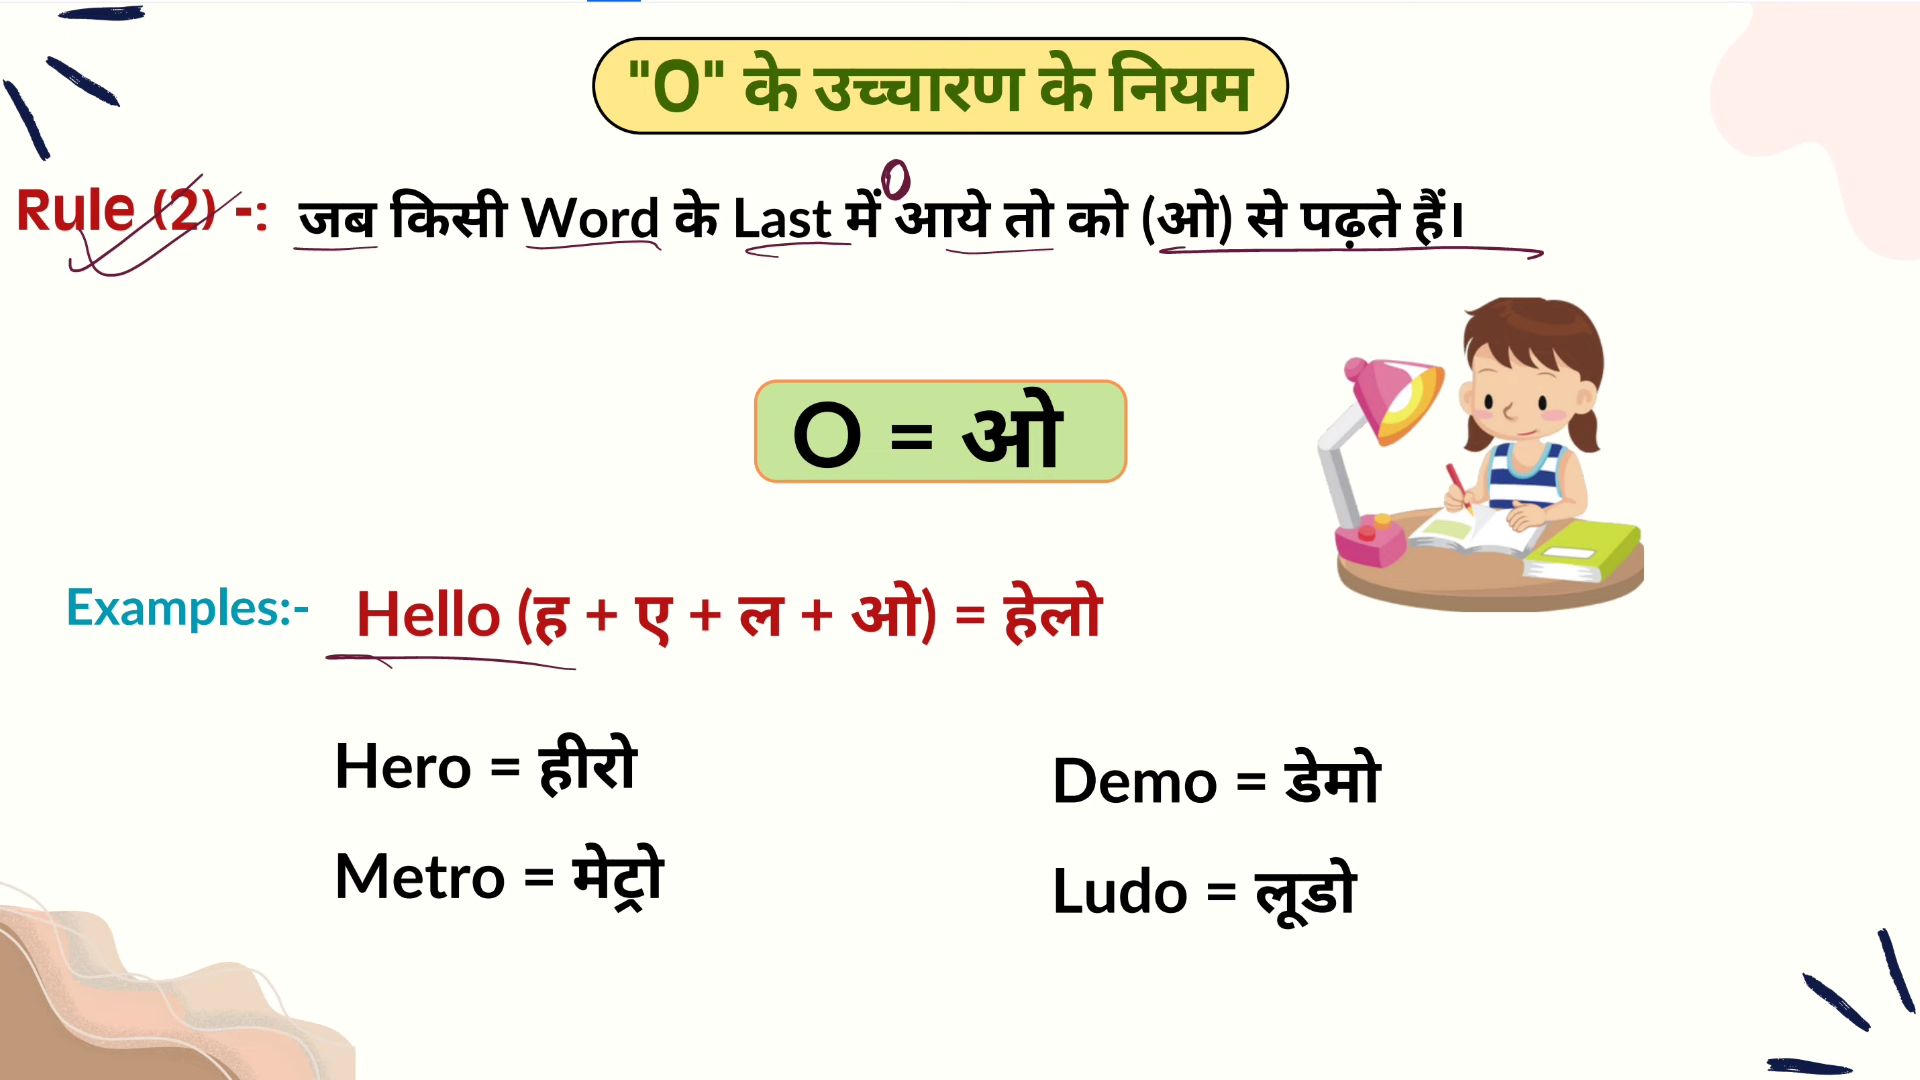 "O" के उच्चारण के नियम
Rule (2) -: जब किसी Word के Last में O आये तो को (ओ) से पढ़ते हैं।
O = ओ
Examples:- Hello (ह + ए + ल + ओ) = हेलो
Hero = हीरो
Demo = डेमो
Metro = मेट्रो
Ludo = लूडो